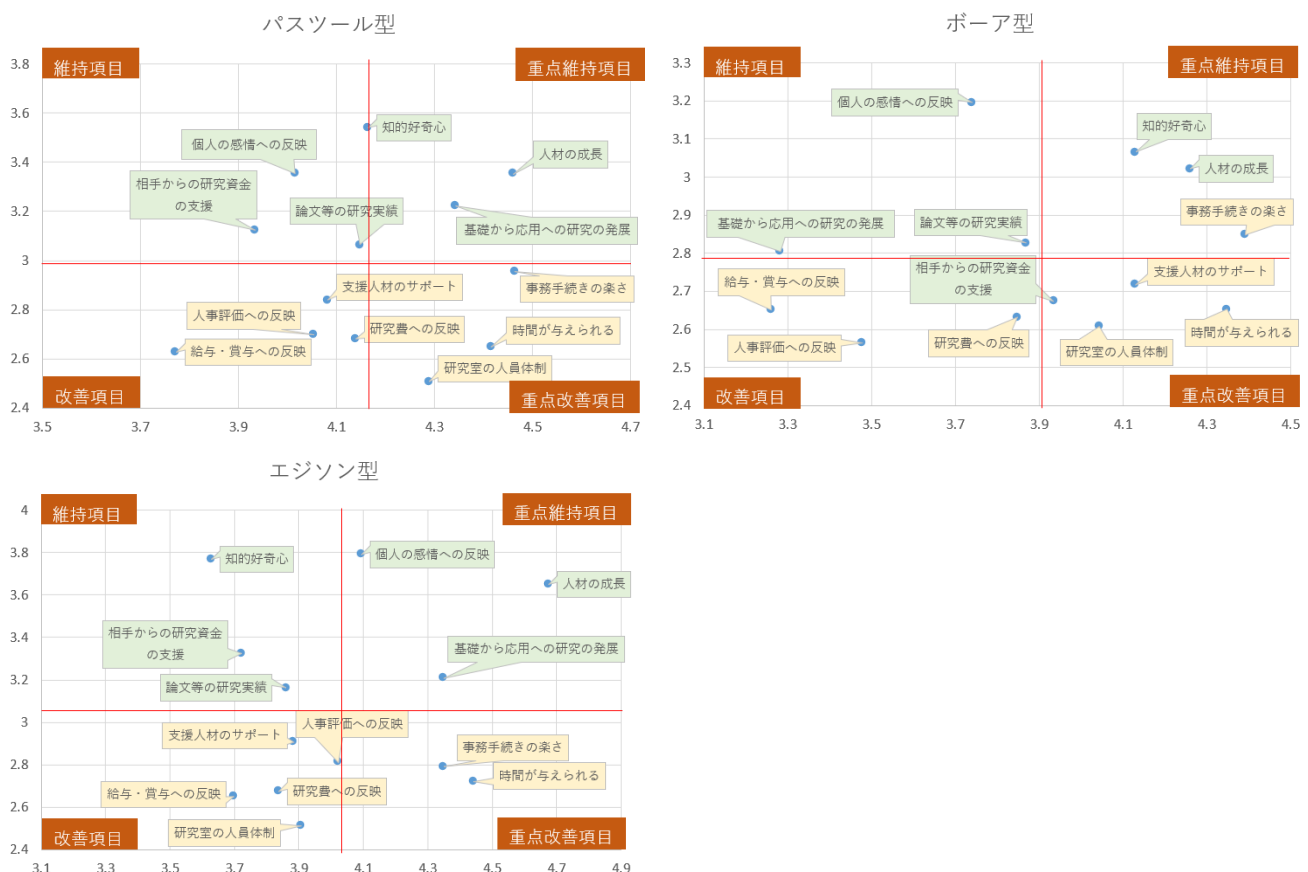 パスツール型
維持項目
重点維持項目
3.8
3.6
3.4
3.2
3
2.8
2.6
2.4
知的好奇心
個人の感情への反映
人材の成長
相手からの研究資金
の支援
論文等の研究実績
基礎から応用への研究の発展
支援人材のサポート
事務手続きの楽さ
人事評価への反映
研究費への反映
時間が与えられる
給与・賞与への反映
研究室の人員体制
改善項目
重点改善項目
3.5
3.7
3.9
4.1
4.3
4.5
4.7
ボーア型
維持項目
重点維持項目
3.3
3.2
3.1
3
2.9
2.8
2.7
2.6
2.5
2.4
個人の感情への反映
知的好奇心
人材の成長
事務手続きの楽さ
基礎から応用への研究の発展
論文等の研究実績
相手からの研究資金
の支援
支援人材のサポート
給与・賞与への反映
人事評価への反映
研究費への反映
研究室の人員体制
時間が与えられる
改善項目
重点改善項目
3.1
3.3
3.5
3.7
3.9
4.1
4.3
4.5
エジソン型
維持項目
重点維持項目
4
3.8
3.6
3.4
3.2
3
2.8
2.6
2.4
知的好奇心
個人の感情への反映
人材の成長
相手からの研究資金
の支援
基礎から応用への研究の発展
論文等の研究実績
人事評価への反映
支援人材のサポート
事務手続きの楽さ
時間が与えられる
給与・賞与への反映
研究費への反映
研究室の人員体制
改善項目
重点改善項目
3.1
3.3
3.5
3.7
3.9
4.1
4.3
4.5
4.7
4.9